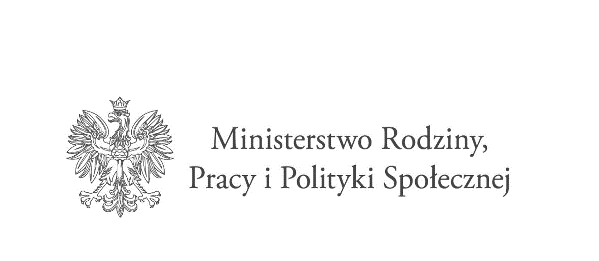 Ministerstwo Rodziny,
Pracy i Polityki Społecznej